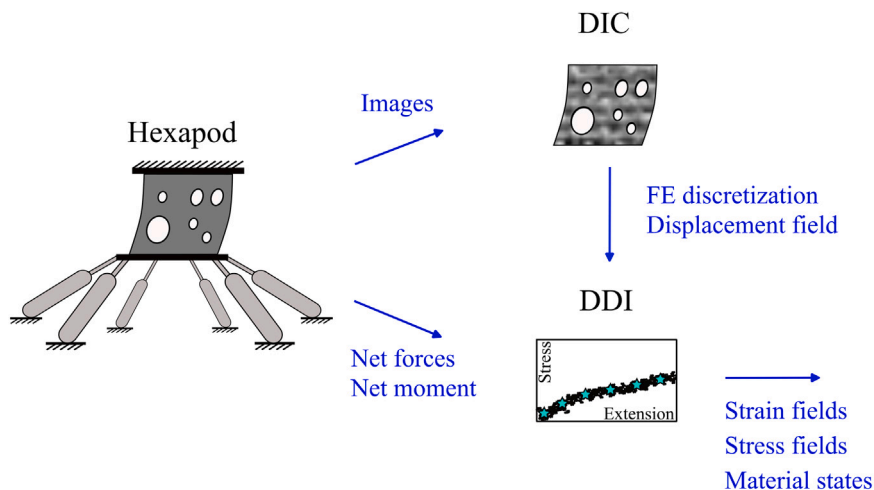 DIC
Images
Hexapod
FE discretization
Displacement field
DDI
Net forces
Net moment
Stress
Extension
Strain fields
Stress fields
Material states